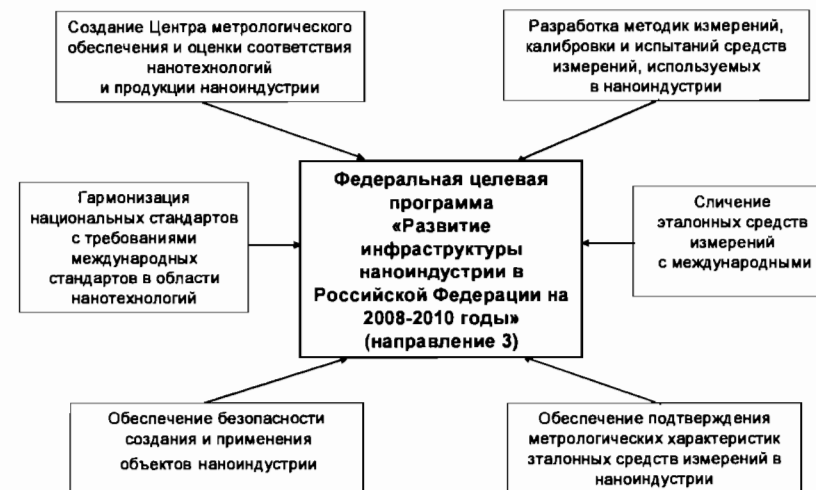 Создание Центра метрологического
обеспечения и оценки соответствия
нанотехнологий
и продукции наноиндустрии
Разработка методик измерений,
калибровки и испытаний средств
измерений, используемых
в наноиндустрии
Гармонизация
национальных стандартов
с требованиями
международных
стандартов в области
нанотехнологий
Федеральная целевая
программа
«Развитие
инфраструктуры
наноиндустрии в
Российской Федерации на
2008-2010 годы»
(направление 3)
Сличение
эталонных средств
измерений
с международными
Обеспечение безопасности
создания и применения
объектов наноиндустрии
Обеспечение подтверждения
метрологических характеристик
эталонных средств измерений в
наноиндустрии